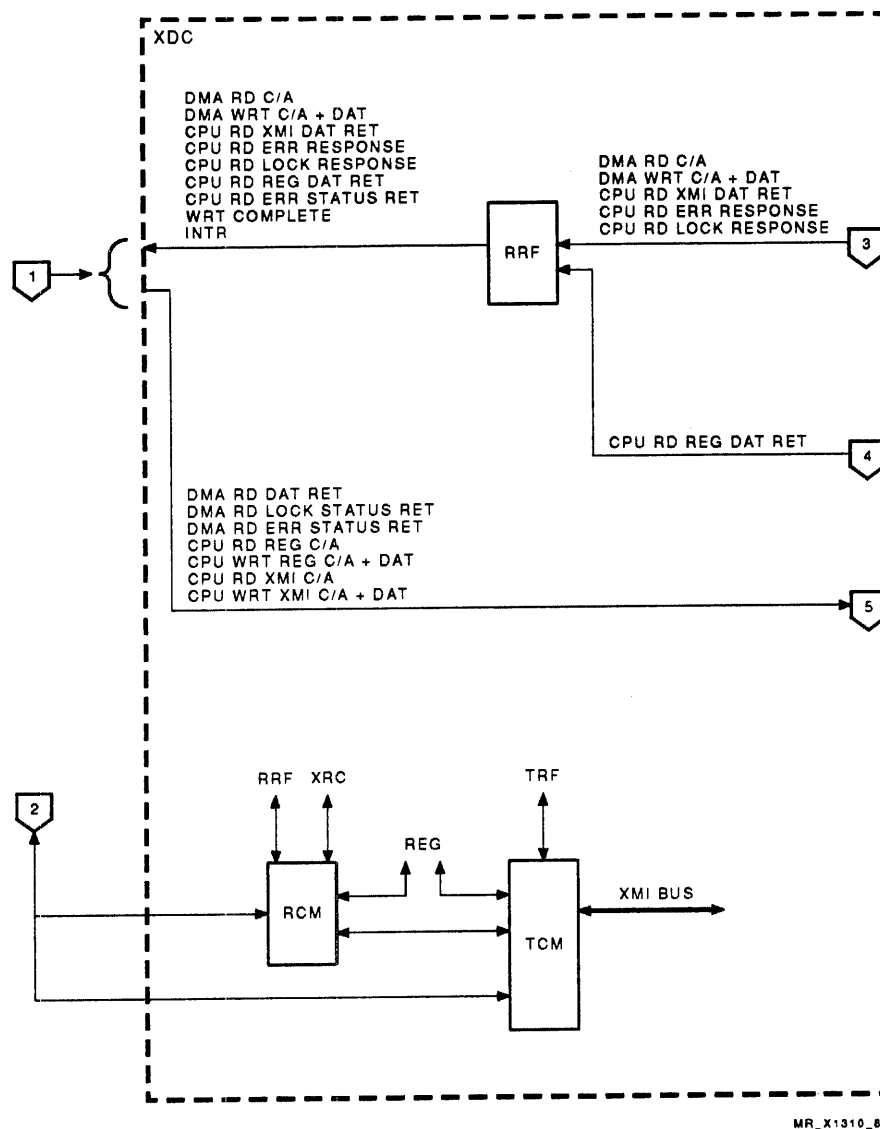 XDC
DMA RD C/A
DMA WRT C/A + DAT
CPU RD XMI DAT RET
CPU RD ERR RESPONSE
CPU RD LOCK RESPONSE
CPU RD REG DAT RET
CPU RD ERR STATUS RET
WRT COMPLETE
INTR
DMA RD C/A
DMA WRT C/A + DAT
CPU RD XMI DAT RET
CPU RD ERR RESPONSE
CPU RD LOCK RESPONSE
RRF
3
1
CPU RD REG DAT RET
4
DMA RD DAT RET
DMA RD LOCK STATUS RET
DMA RD ERR STATUS RET
CPU RD REG C/A
CPU WRT REG C/A + DAT
CPU RD XMI C/A
CPU WRT XMI C/A + DAT
5
RRF XRC
TRF
2
REG
XMI BUS
RCM
TCM
MR_X1310_8